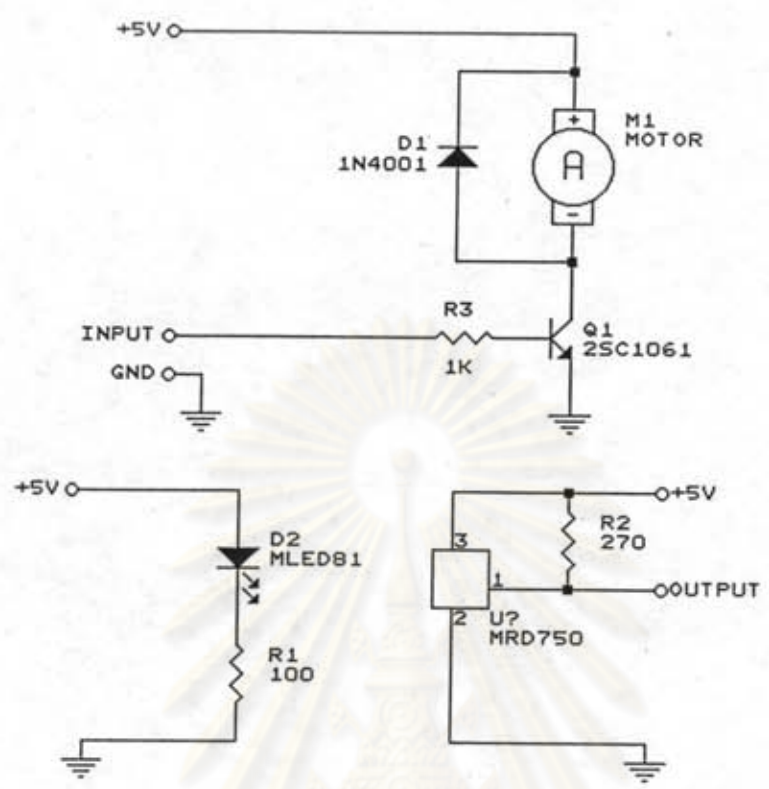 +5V
M1
MOTOR
+
A
-
D1
1N4001
R3
1K
INPUT
GND
Q1
2SC1061
+5V
D2
MLED81
R1
100
+5V
R2
270
3
1
2
OUTPUT
U?
MRD750